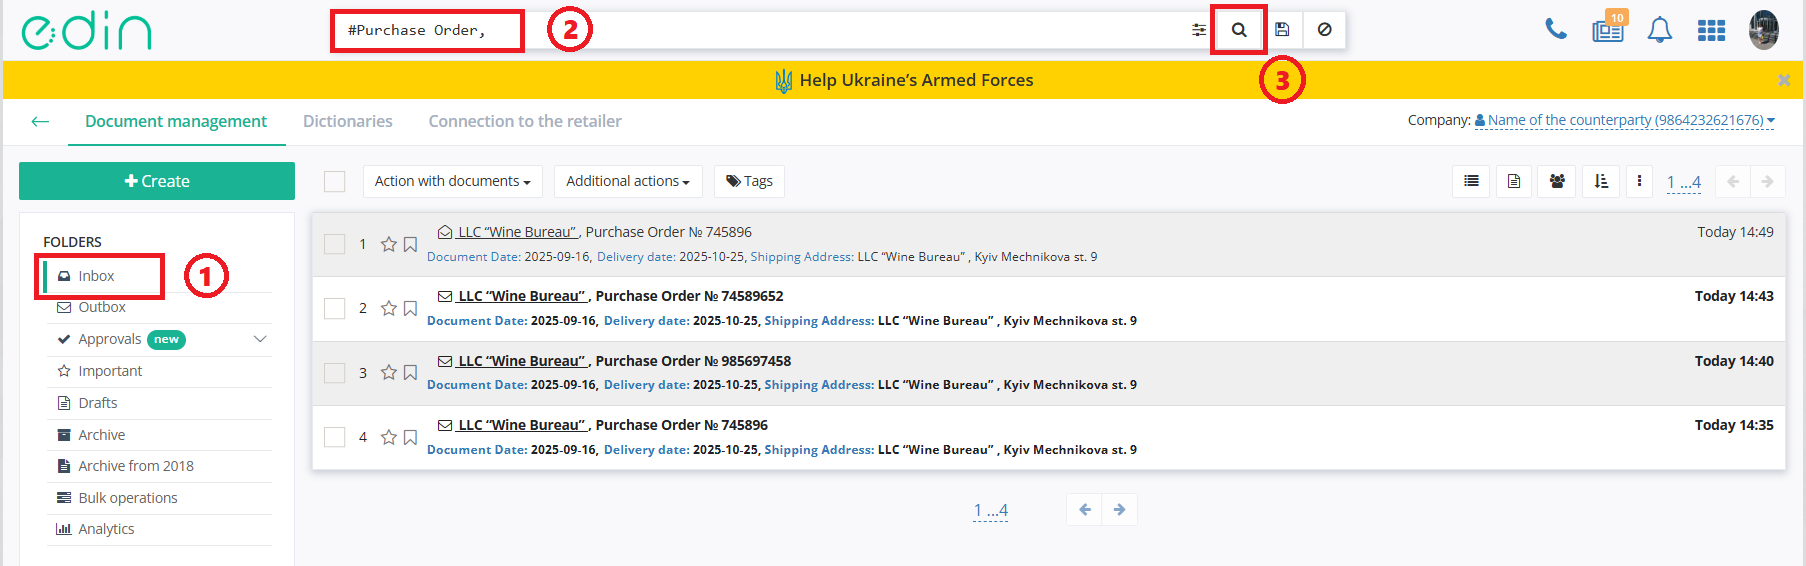 edin
#Purchase Order,
2
3
10
Help Ukraine's Armed Forces
Document management Dictionaries Connection to the retailer
Company: Name of the counterparty (9864232621676)
+ Create
Action with documents Additional actions Tags
1 ...4
FOLDERS
Inbox
1
Outbox
Approvals new
Important
Drafts
Archive
Archive from 2018
Bulk operations
Analytics
1 LLC “Wine Bureau” , Purchase Order № 745896 Today 14:49
Document Date: 2025-09-16, Delivery date: 2025-10-25, Shipping Address: LLC “Wine Bureau” , Kyiv Mechnikova st. 9
2 LLC “Wine Bureau” , Purchase Order № 74589652 Today 14:43
Document Date: 2025-09-16, Delivery date: 2025-10-25, Shipping Address: LLC “Wine Bureau” , Kyiv Mechnikova st. 9
3 LLC “Wine Bureau” , Purchase Order № 985697458 Today 14:40
Document Date: 2025-09-16, Delivery date: 2025-10-25, Shipping Address: LLC “Wine Bureau” , Kyiv Mechnikova st. 9
4 LLC “Wine Bureau” , Purchase Order № 745896 Today 14:35
Document Date: 2025-09-16, Delivery date: 2025-10-25, Shipping Address: LLC “Wine Bureau” , Kyiv Mechnikova st. 9
1 ...4